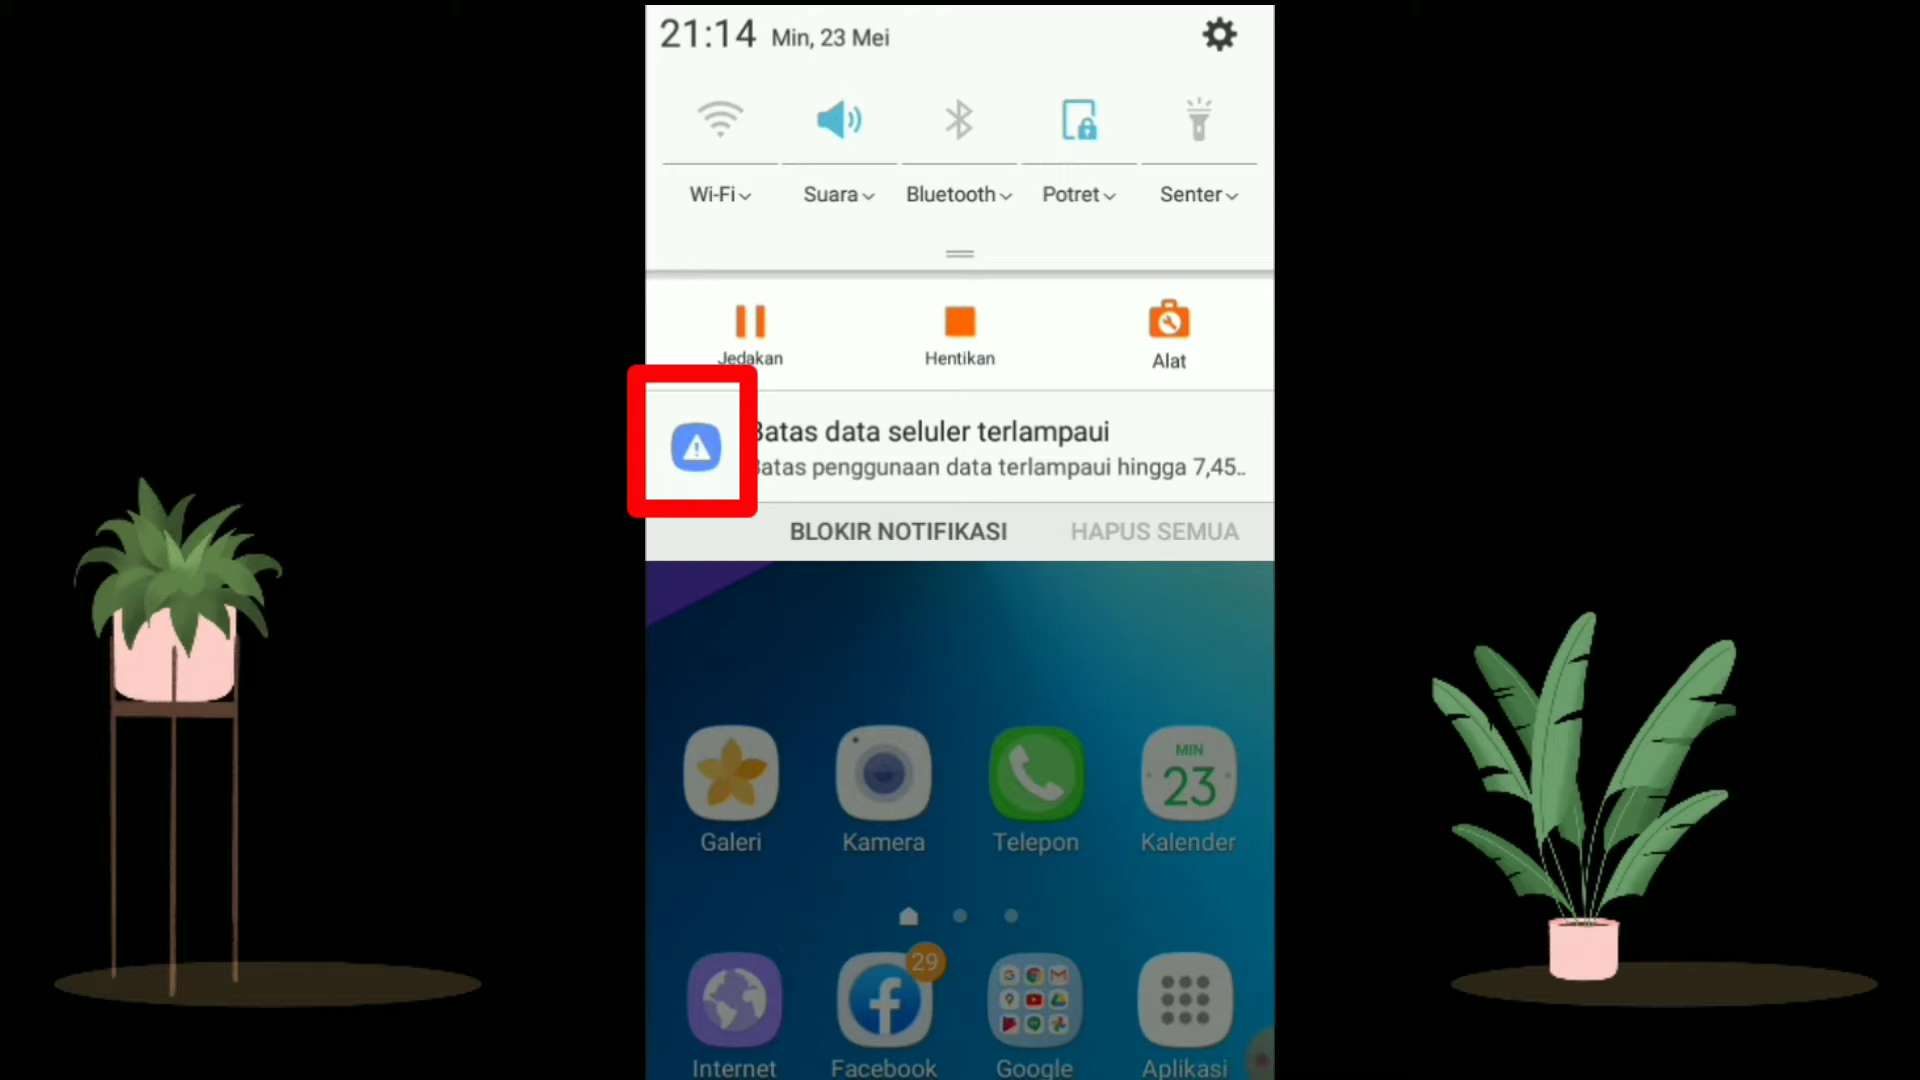 21:14 Min, 23 Mei
Wi-Fi Suara Bluetooth Potret Senter
Jedakan Hentikan Alat
Batas data seluler terlampaui
Batas penggunaan data terlampaui hingga 7,45..
BLOKIR NOTIFIKASI HAPUS SEMUA
MIN
23
Galeri Kamera Telepon Kalender
29
Internet Facebook Google Aplikasi